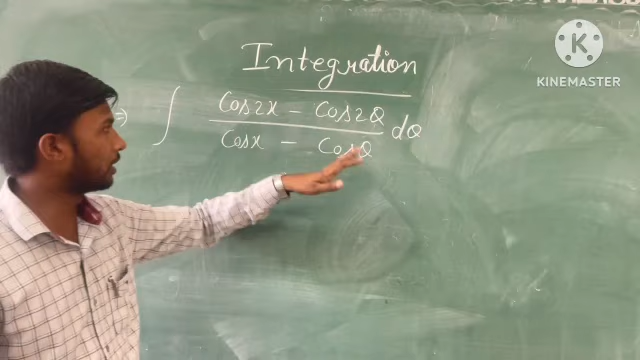 Integration
⇒ ∫ Cos2x - Cos2θ / Cosx - Cosθ dθ
K
KINEMASTER